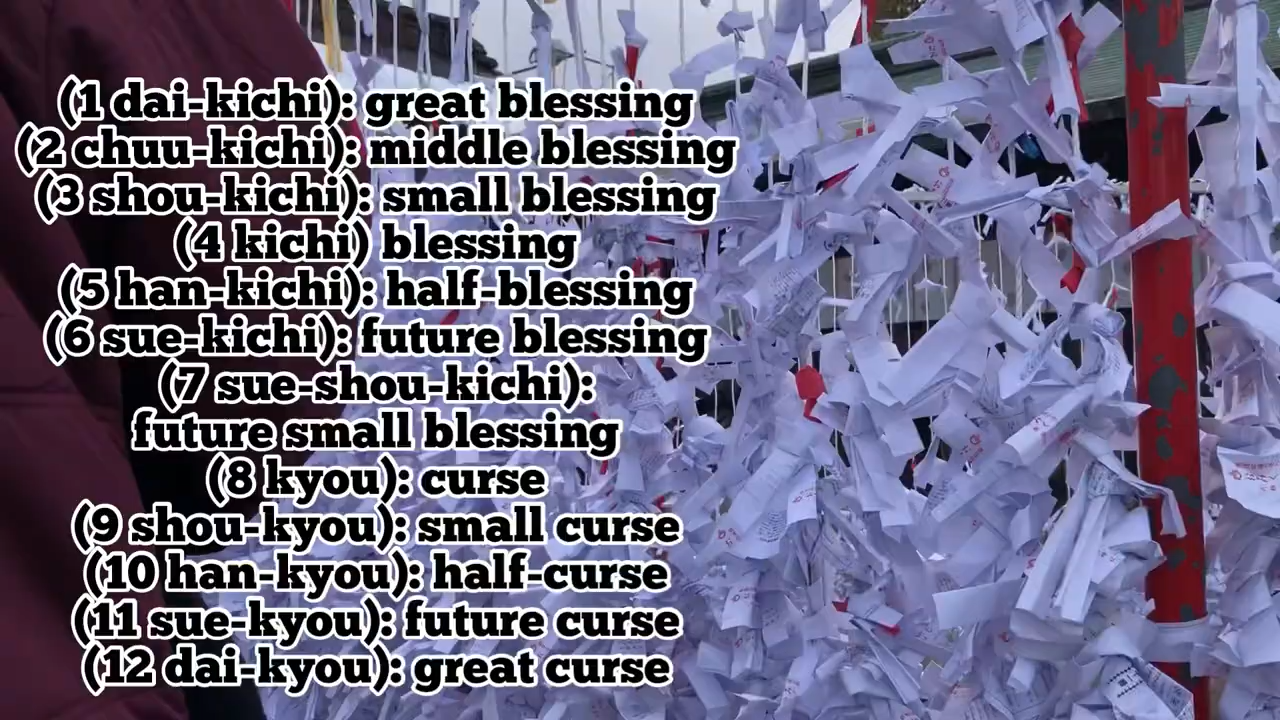 (1 dai-kichi): great blessing
(2 chuu-kichi): middle blessing
(3 shou-kichi): small blessing
(4 kichi) blessing
(5 han-kichi): half-blessing
(6 sue-kichi): future blessing
(7 sue-shou-kichi):
future small blessing
(8 kyou): curse
(9 shou-kyou): small curse
(10 han-kyou): half-curse
(11 sue-kyou): future curse
(12 dai-kyou): great curse